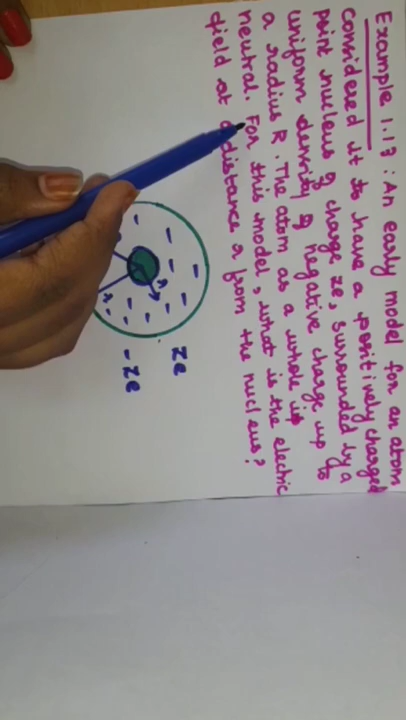 Example 1.13 : An early model for an atom
considered it to have a positively charged
point nucleus of charge ze, surrounded by a
uniform density of negative charge up to
a radius R. The atom as a whole is
neutral. For this model, what is the electric
field at distance r from the nucleus?
ze
-ze